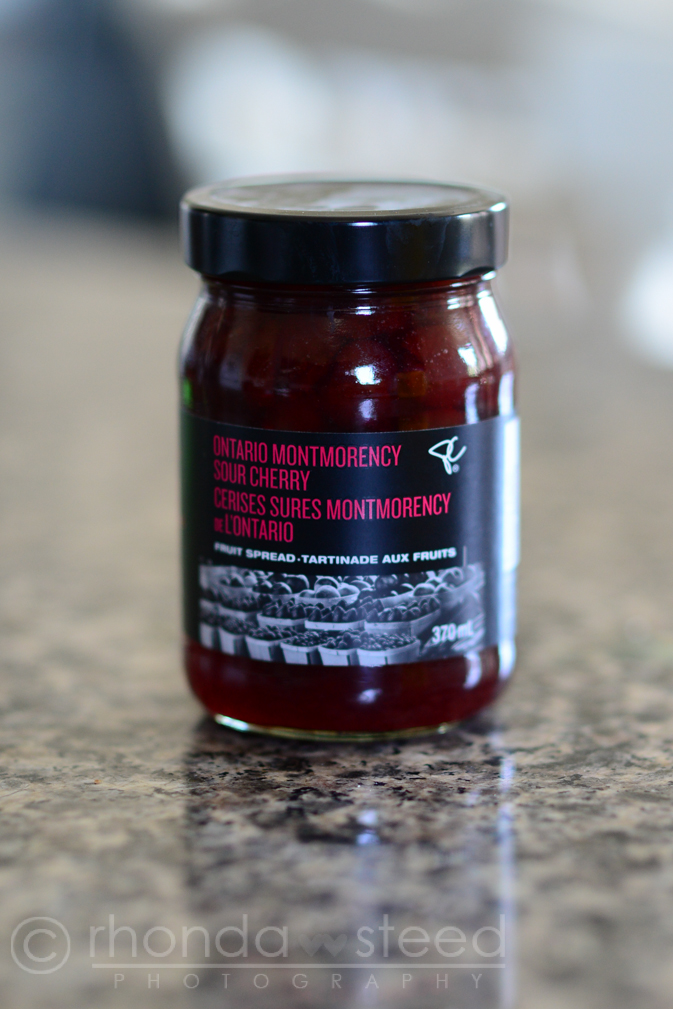 ONTARIO MONTMORENCY
SOUR CHERRY
CERISES SURES MONTMORENCY
DE L'ONTARIO
FRUIT SPREAD · TARTINADE AUX FRUITS
370 mL
© rhonda steed
PHOTOGRAPHY